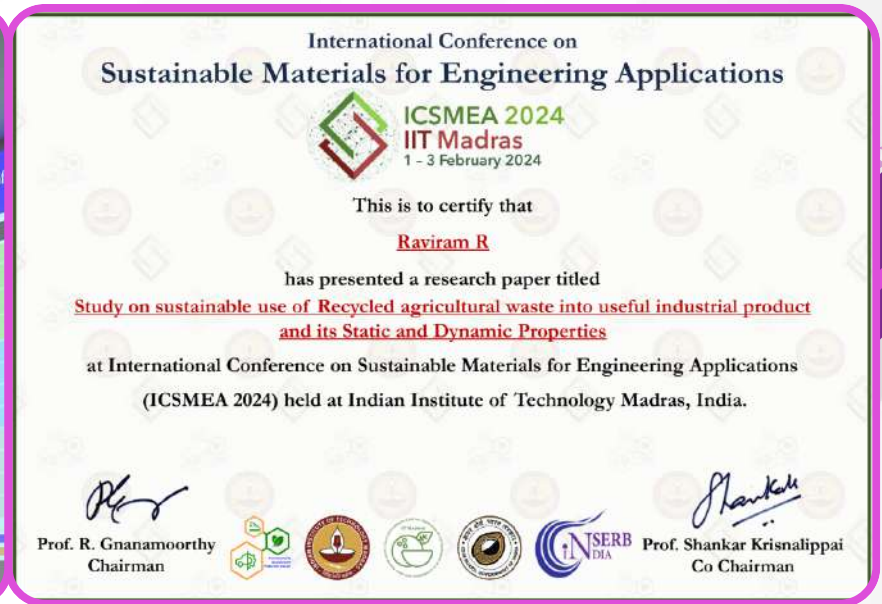 International Conference on
Sustainable Materials for Engineering Applications
ICSMEA 2024
IIT Madras
1 - 3 February 2024
This is to certify that
Raviram R
has presented a research paper titled
Study on sustainable use of Recycled agricultural waste into useful industrial product
and its Static and Dynamic Properties
at International Conference on Sustainable Materials for Engineering Applications
(ICSMEA 2024) held at Indian Institute of Technology Madras, India.
Prof. R. Gnanamoorthy
Chairman
iNSERB
INDIA
Prof. Shankar Krisnalippai
Co Chairman